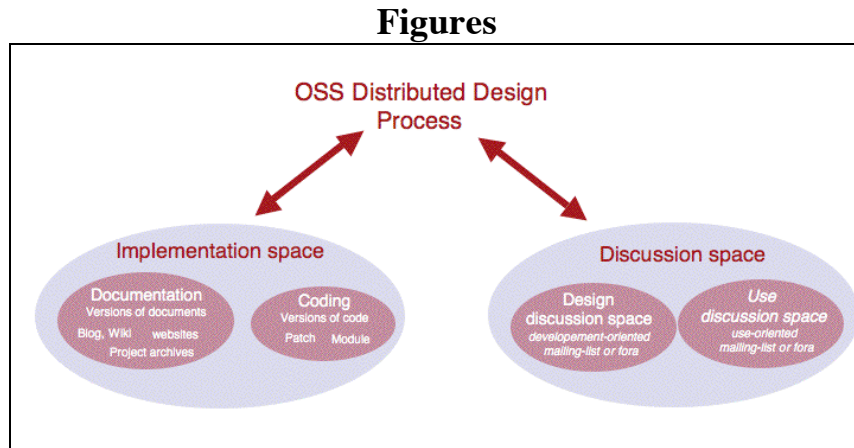 Figures
OSS Distributed Design
Process
Implementation space
Documentation
Versions of documents
Blog, Wiki websites
Project archives
Coding
Versions of code
Patch Module
Discussion space
Design
discussion space
developement-oriented
mailing-list or fora
Use
discussion space
use-oriented
mailing-list or fora